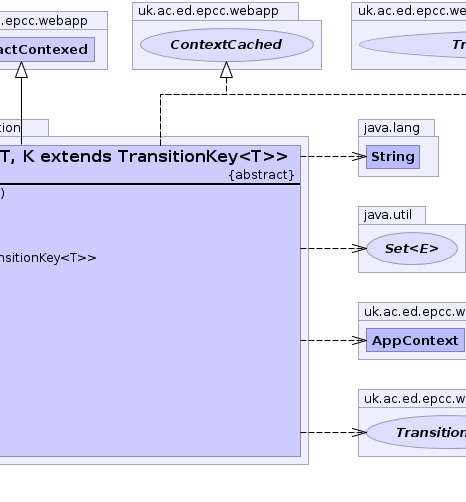 .epcc.webapp
actContexed
uk.ac.ed.epcc.webapp
ContextCached
uk.ac.ed.epcc.we
Tr
tion
T, K extends TransitionKey<T>>
{abstract}
)
nsitionKey<T>>
java.lang
String
java.util
Set<E>
uk.ac.ed.epcc.w
AppContext
uk.ac.ed.epcc.w
Transition